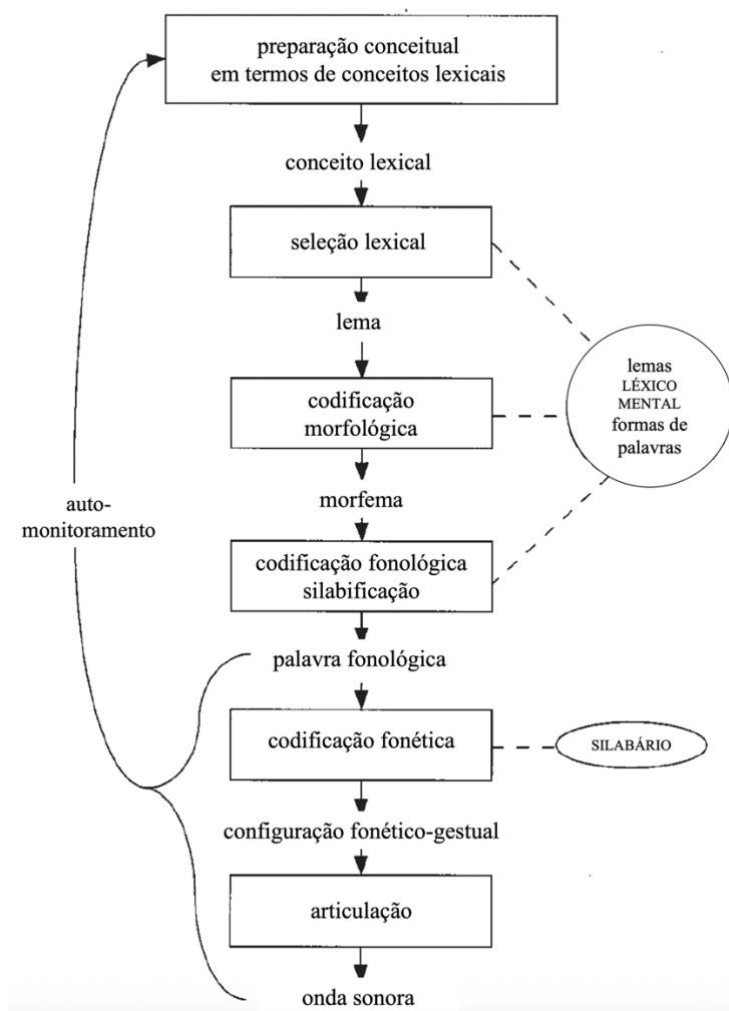 preparação conceitual
em termos de conceitos lexicais
conceito lexical
seleção lexical
lema
codificação
morfológica
morfema
codificação fonológica
silabificação
palavra fonológica
codificação fonética
configuração fonético-gestual
articulação
onda sonora
lemas
LÉXICO
MENTAL
formas de
palavras
SILABÁRIO
auto-
monitoramento